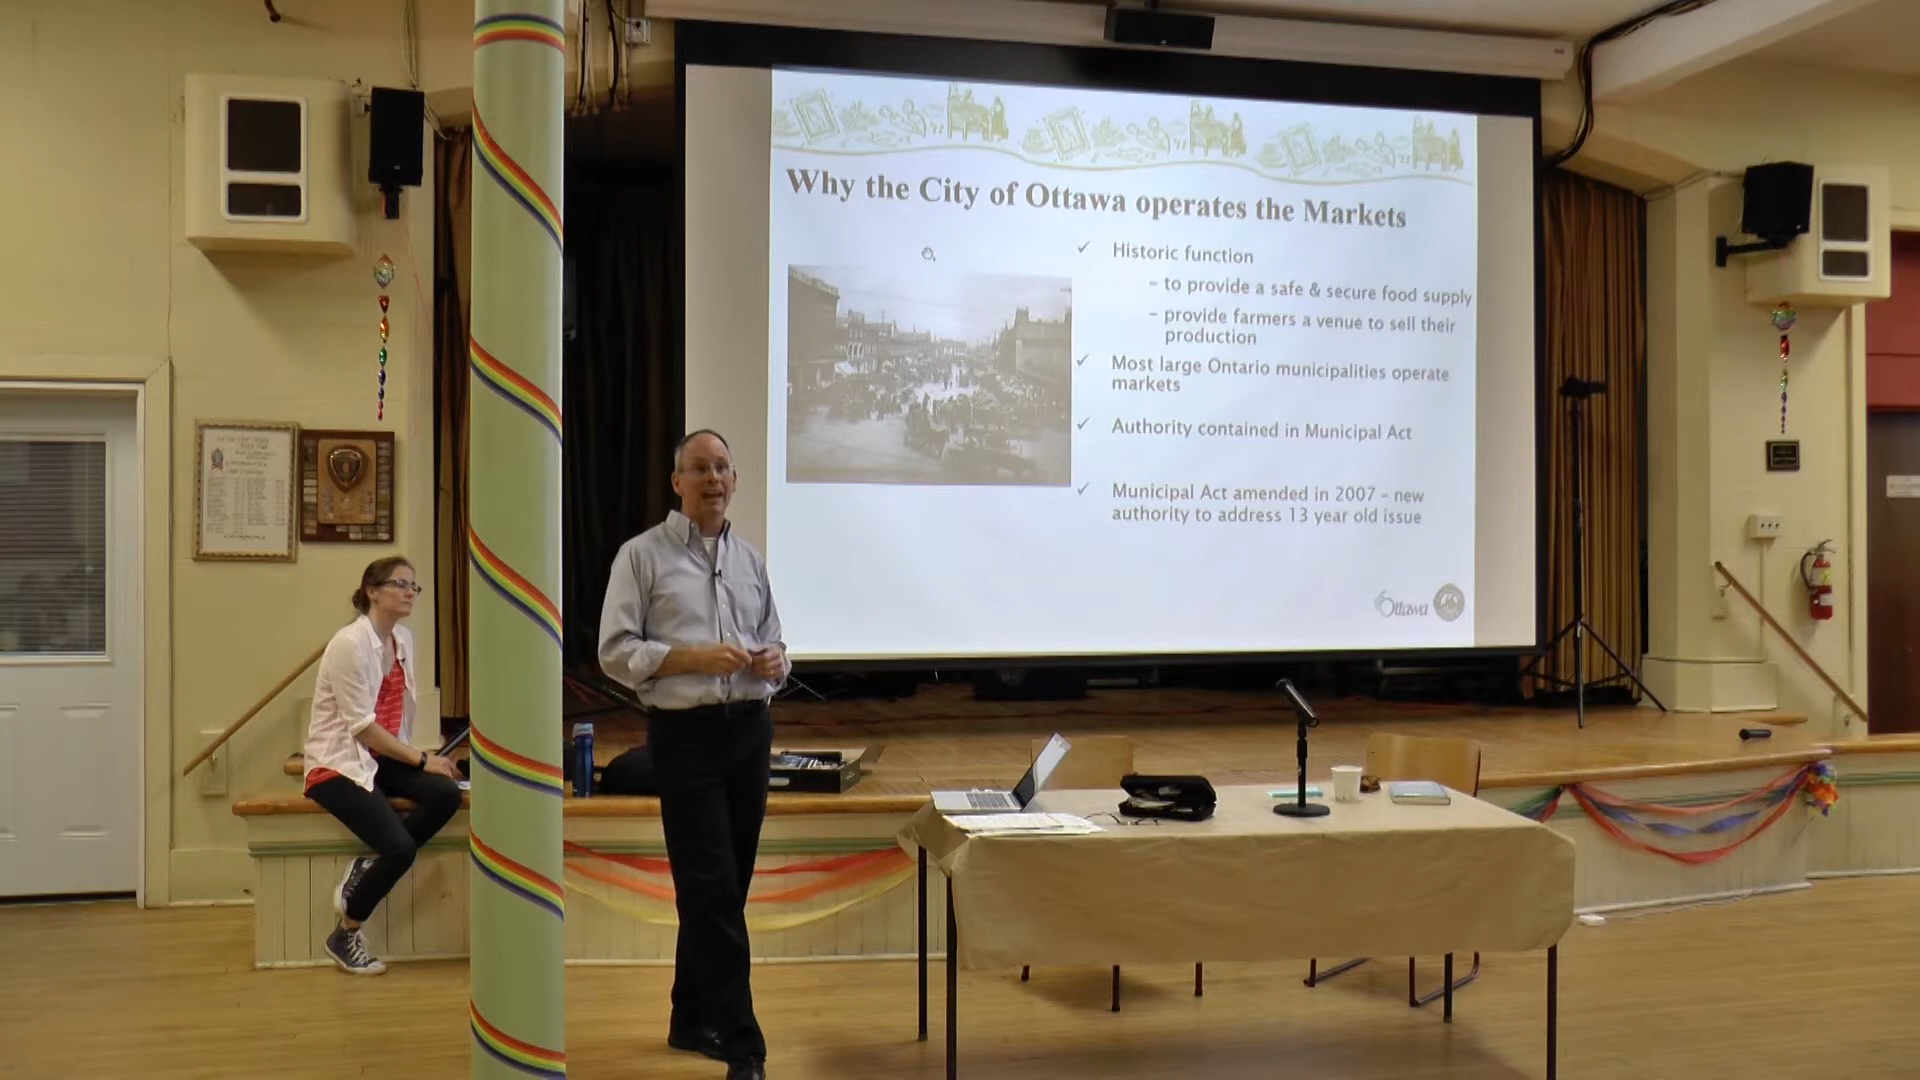 Why the City of Ottawa operates the Markets
✓ Historic function
– to provide a safe & secure food supply
– provide farmers a venue to sell their
production
✓ Most large Ontario municipalities operate
markets
✓ Authority contained in Municipal Act
✓ Municipal Act amended in 2007 – new
authority to address 13 year old issue
Ottawa